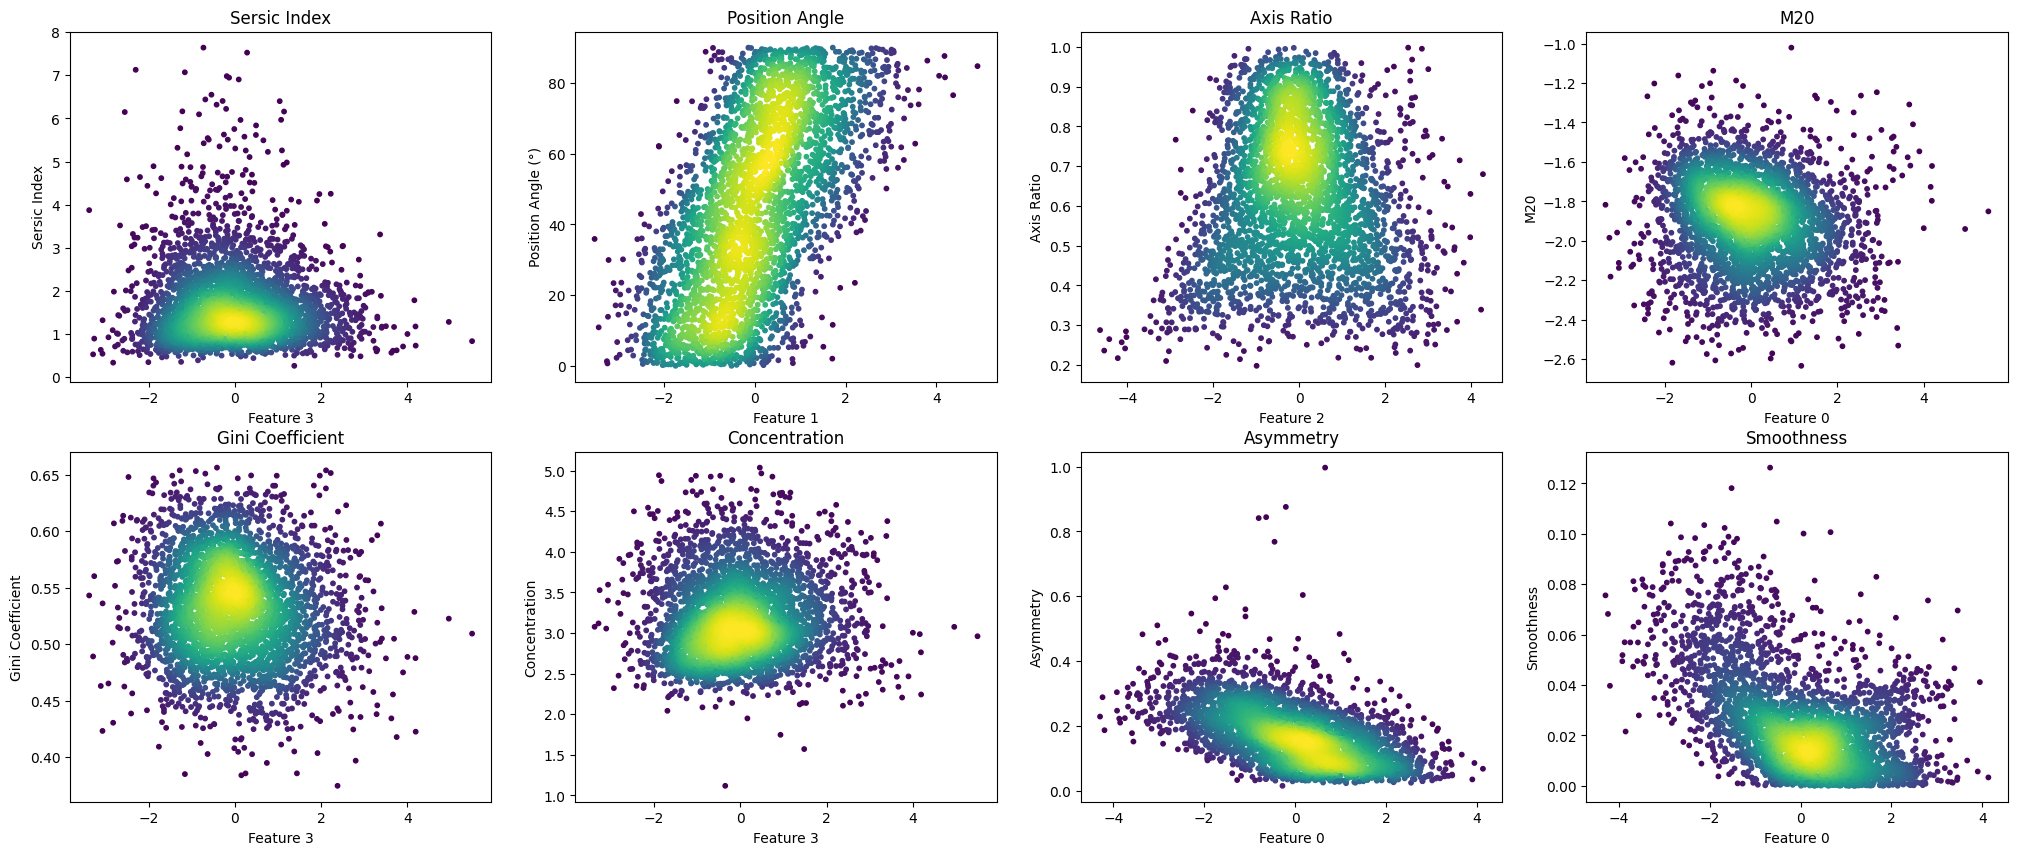 Sersic Index
Sersic Index
8
7
6
5
4
3
2
1
0
−2 0 2 4
Feature 3
Position Angle
Position Angle (°)
80
60
40
20
0
−2 0 2 4
Feature 1
Axis Ratio
Axis Ratio
1.0
0.9
0.8
0.7
0.6
0.5
0.4
0.3
0.2
−4 −2 0 2 4
Feature 2
M20
M20
−1.0
−1.2
−1.4
−1.6
−1.8
−2.0
−2.2
−2.4
−2.6
−2 0 2 4
Feature 0
Gini Coefficient
Gini Coefficient
0.65
0.60
0.55
0.50
0.45
0.40
−2 0 2 4
Feature 3
Concentration
Concentration
5.0
4.5
4.0
3.5
3.0
2.5
2.0
1.5
1.0
−2 0 2 4
Feature 3
Asymmetry
Asymmetry
1.0
0.8
0.6
0.4
0.2
0.0
−4 −2 0 2 4
Feature 0
Smoothness
Smoothness
0.12
0.10
0.08
0.06
0.04
0.02
0.00
−4 −2 0 2 4
Feature 0